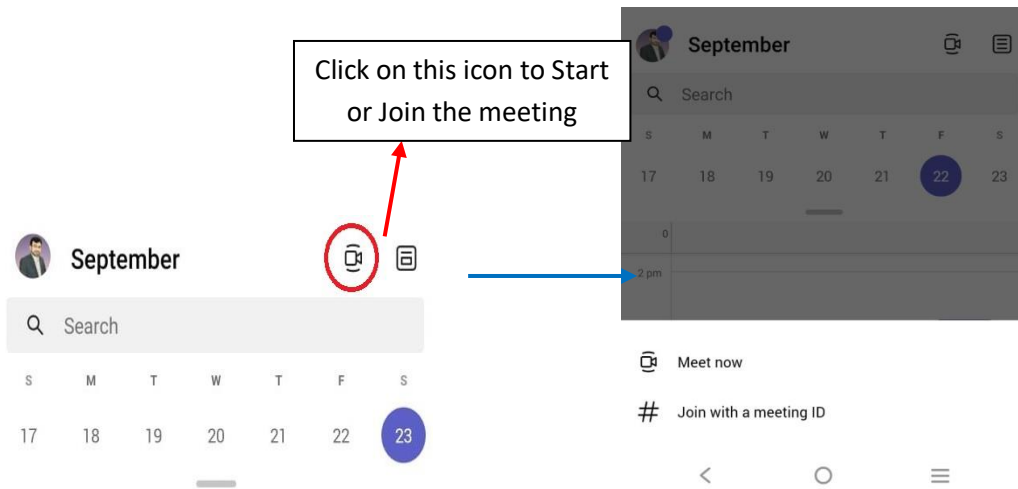 Click on this icon to Start
or Join the meeting
September
Search
S M T W T F S
17 18 19 20 21 22 23
September
Search
S M T W T F S
17 18 19 20 21 22 23
0
2 pm
Meet now
# Join with a meeting ID